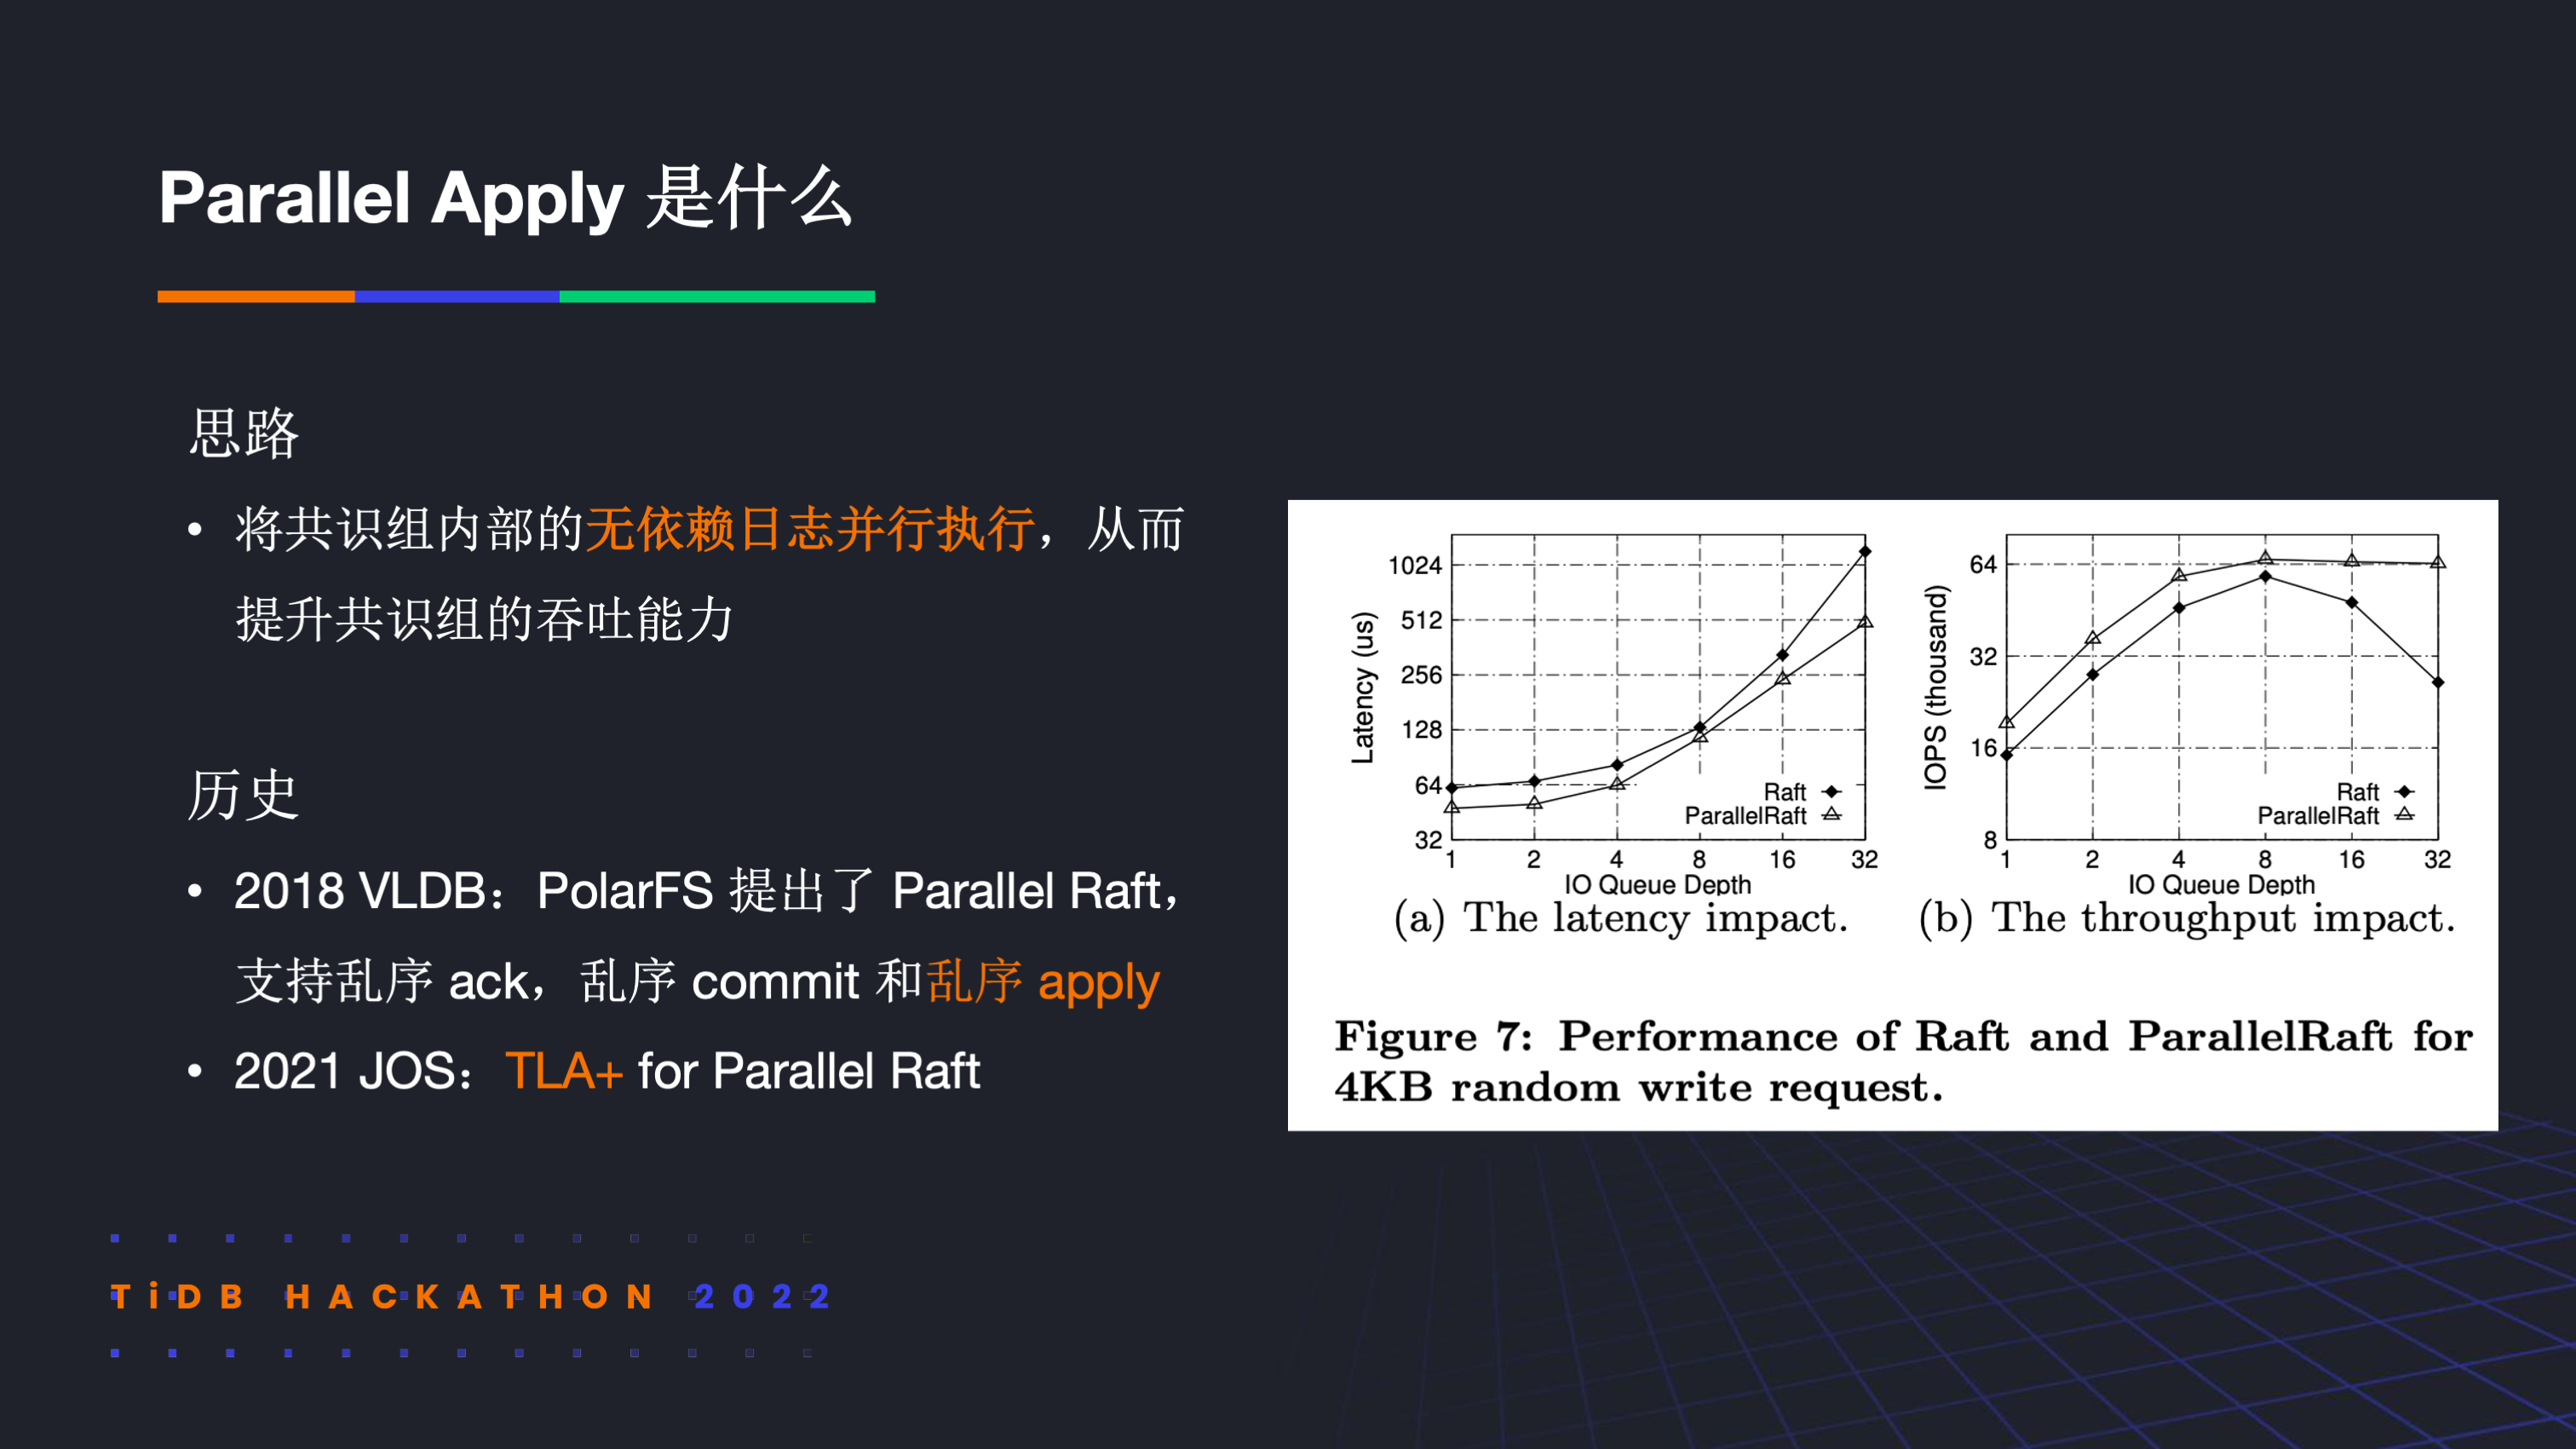 Parallel Apply 是什么
思路
• 将共识组内部的无依赖日志并行执行，从而
提升共识组的吞吐能力
历史
• 2018 VLDB：PolarFS 提出了 Parallel Raft，
支持乱序 ack，乱序 commit 和乱序 apply
• 2021 JOS：TLA+ for Parallel Raft
Latency (us)
1024
512
256
128
64
32
1 2 4 8 16 32
IO Queue Depth
Raft
ParallelRaft
(a) The latency impact.
IOPS (thousand)
64
32
16
8
1 2 4 8 16 32
IO Queue Depth
Raft
ParallelRaft
(b) The throughput impact.
Figure 7: Performance of Raft and ParallelRaft for
4KB random write request.
TiDB HACKATHON 2022